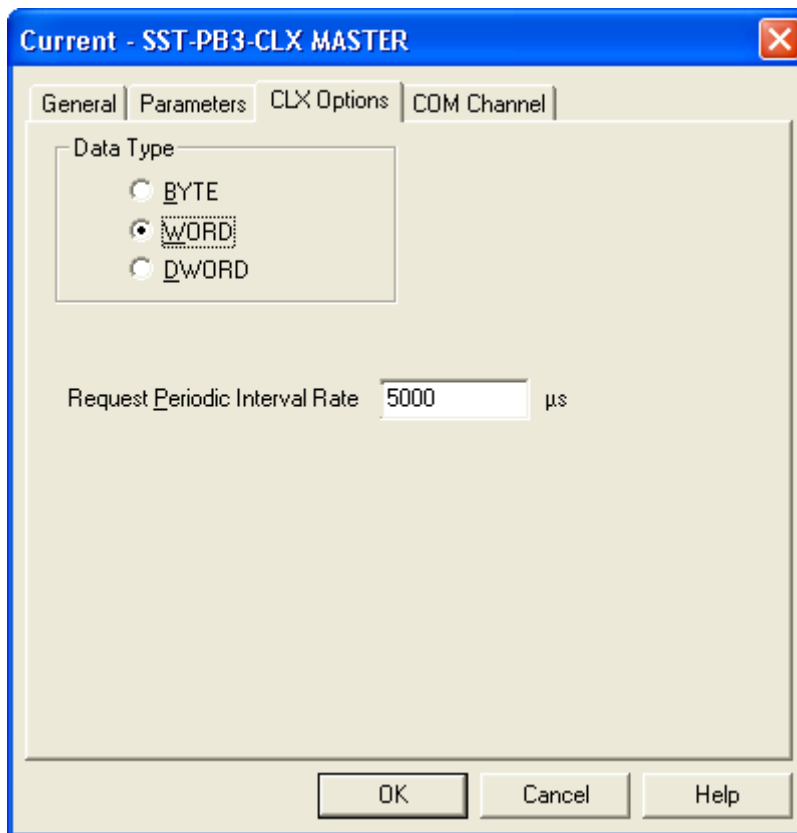 Current - SST-PB3-CLX MASTER
General Parameters CLX Options COM Channel
Data Type
BYTE
WORD
DWORD
Request Periodic Interval Rate 5000 µs
OK Cancel Help